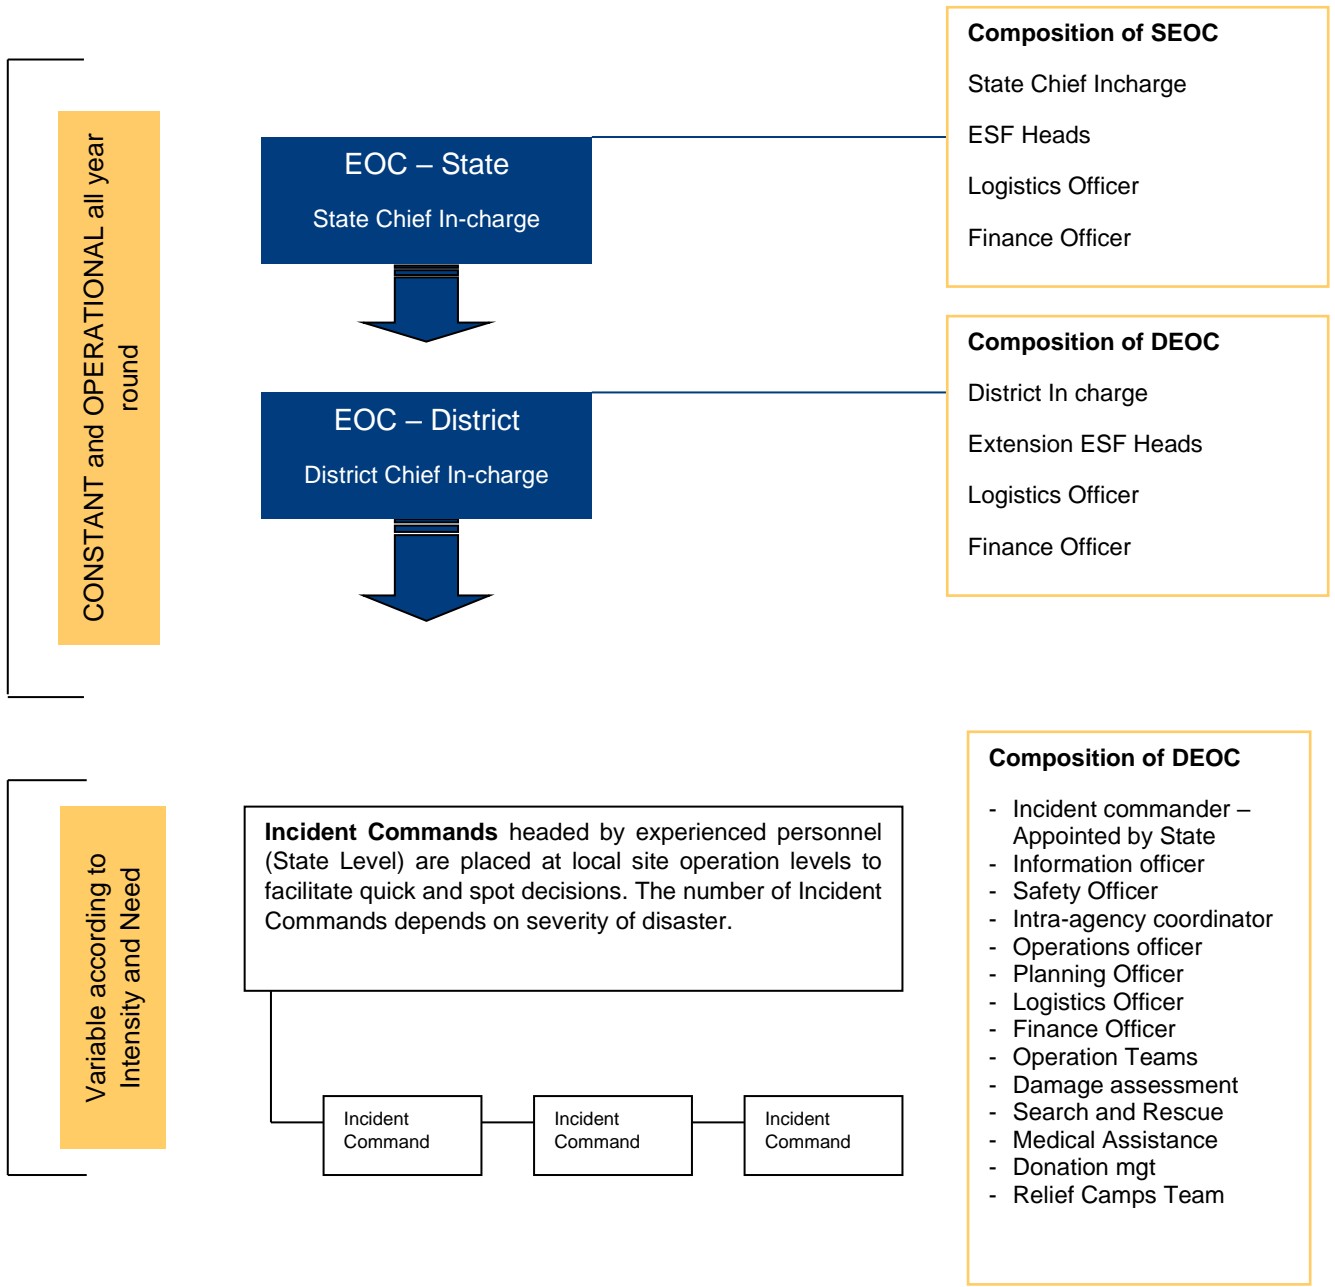 Composition of SEOC
State Chief Incharge
ESF Heads
Logistics Officer
Finance Officer
CONSTANT and OPERATIONAL all year
round
EOC – State
State Chief In-charge
Composition of DEOC
District In charge
Extension ESF Heads
Logistics Officer
Finance Officer
EOC – District
District Chief In-charge
Variable according to
Intensity and Need
Incident Commands headed by experienced personnel
(State Level) are placed at local site operation levels to
facilitate quick and spot decisions. The number of Incident
Commands depends on severity of disaster.
Incident
Command
Incident
Command
Incident
Command
Composition of DEOC
- Incident commander –
Appointed by State
- Information officer
- Safety Officer
- Intra-agency coordinator
- Operations officer
- Planning Officer
- Logistics Officer
- Finance Officer
- Operation Teams
- Damage assessment
- Search and Rescue
- Medical Assistance
- Donation mgt
- Relief Camps Team